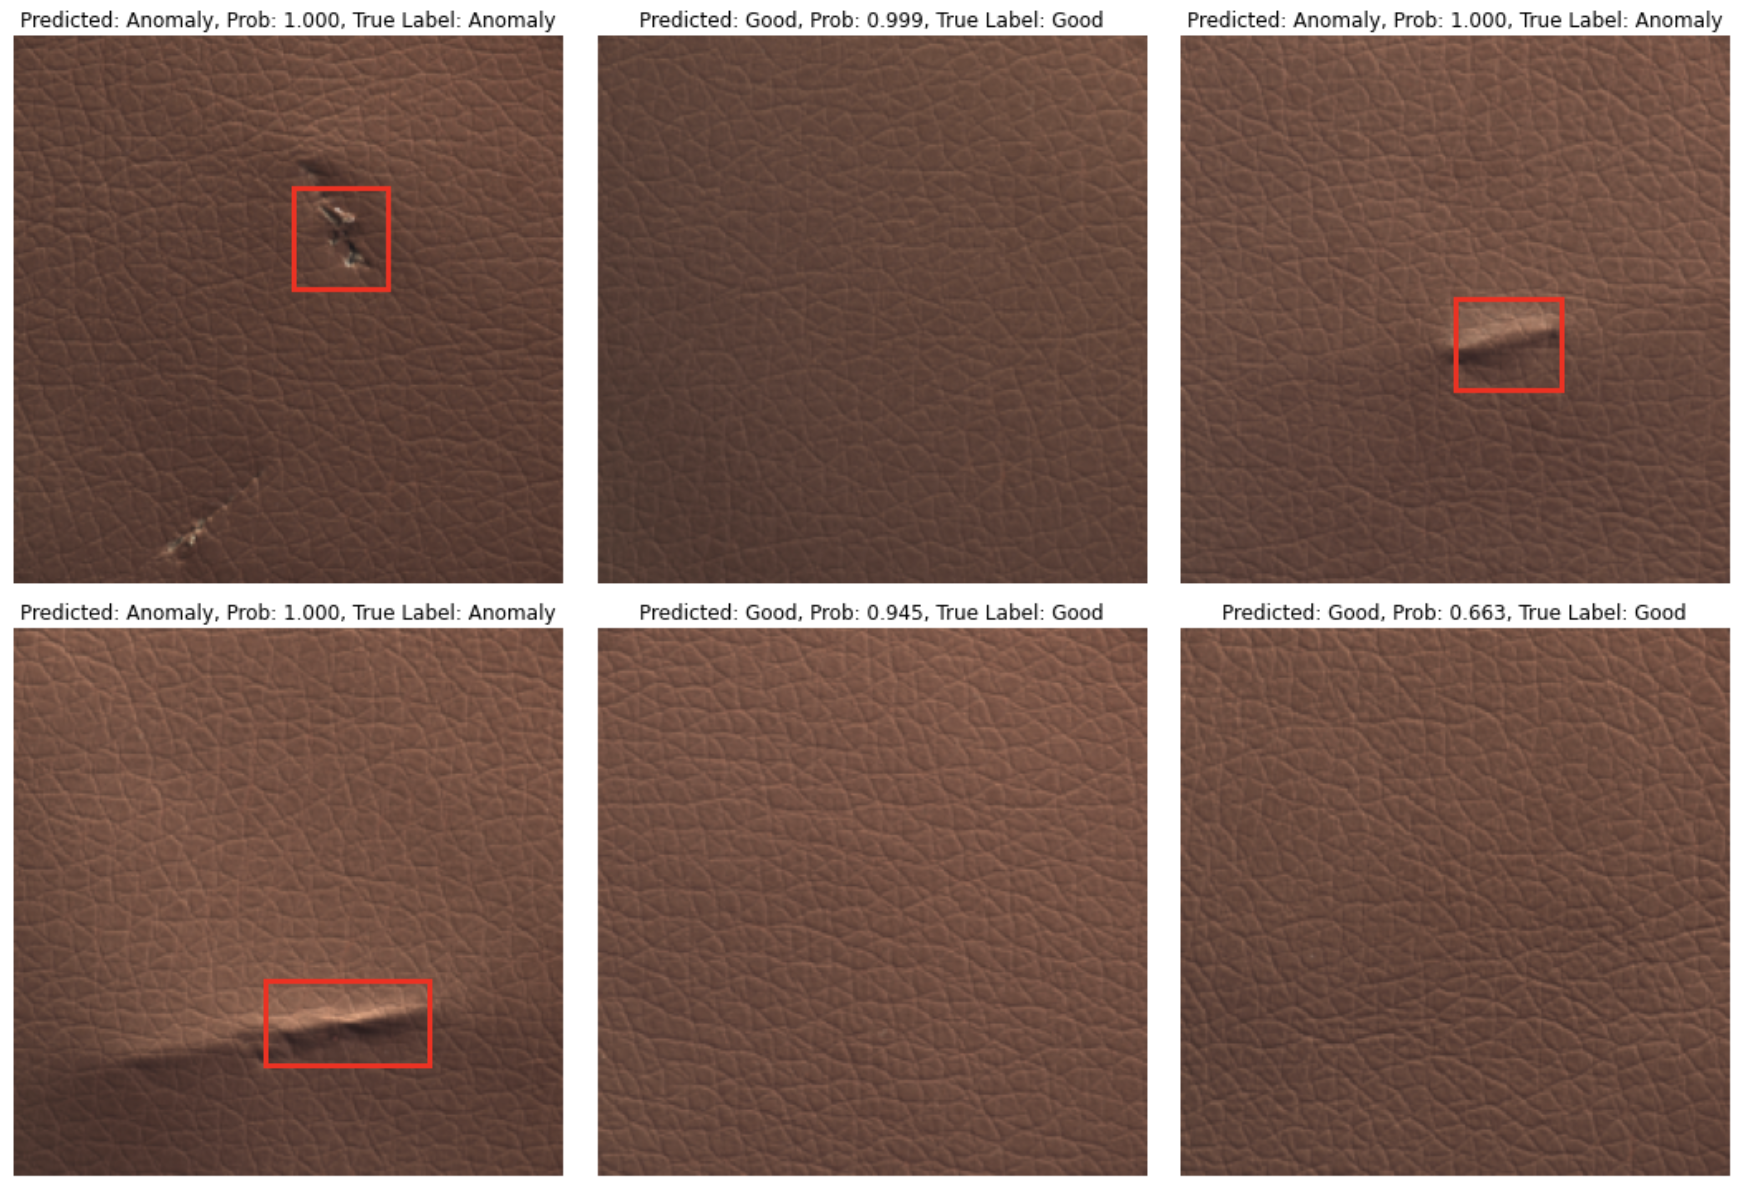 Predicted: Anomaly, Prob: 1.000, True Label: Anomaly
Predicted: Good, Prob: 0.999, True Label: Good
Predicted: Anomaly, Prob: 1.000, True Label: Anomaly
Predicted: Anomaly, Prob: 1.000, True Label: Anomaly
Predicted: Good, Prob: 0.945, True Label: Good
Predicted: Good, Prob: 0.663, True Label: Good